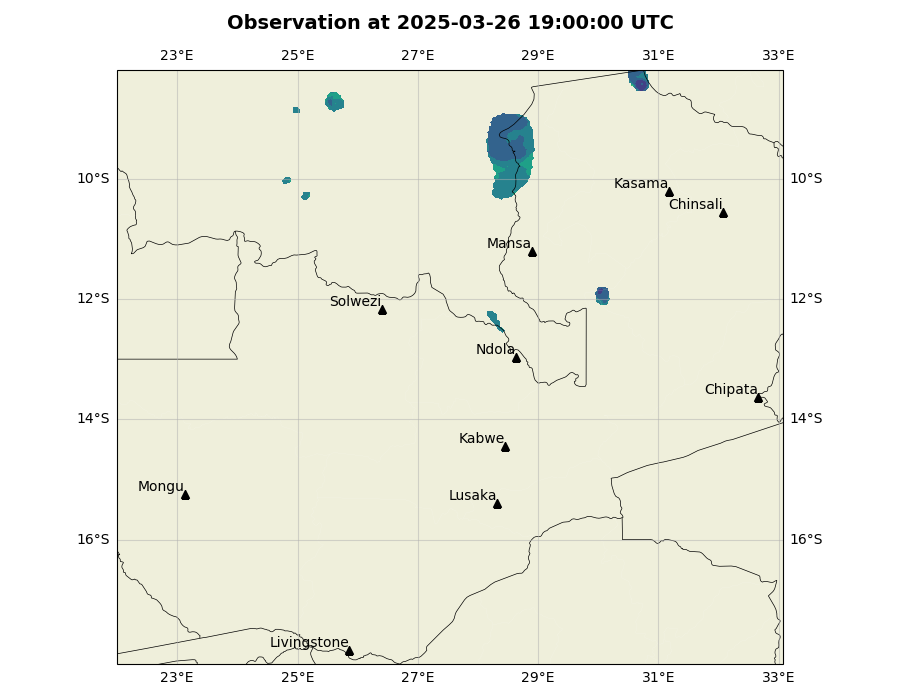 Observation at 2025-03-26 19:00:00 UTC
23°E 25°E 27°E 29°E 31°E 33°E
10°S 10°S
Kasama
Chinsali
Mansa
12°S 12°S
Solwezi
Ndola
Chipata
14°S 14°S
Kabwe
Mongu
Lusaka
16°S 16°S
Livingstone
23°E 25°E 27°E 29°E 31°E 33°E